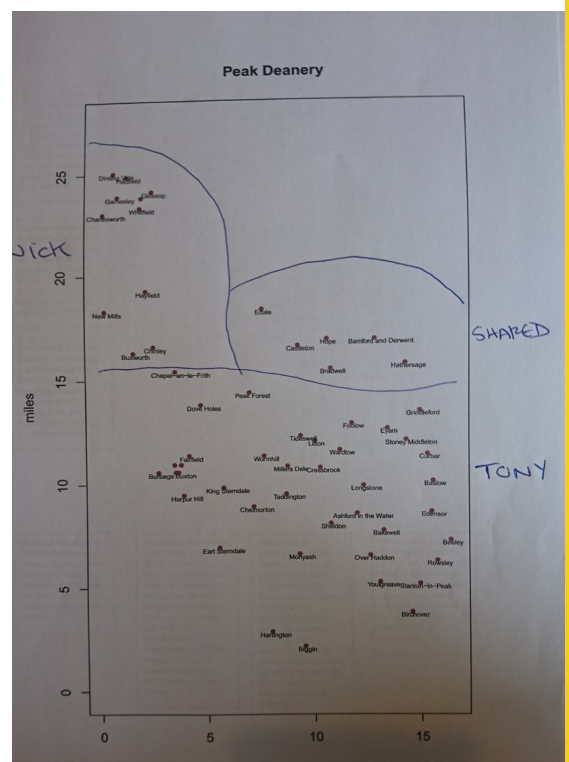 Peak Deanery
Dinting Vale
Padfield
Gamesley
Glossop
Whitfield
Charlesworth
Hayfield
New Mills
Chinley
Buxworth
Chapel-en-le-Frith
Edale
Castleton
Hope
Bamford and Derwent
Bradwell
Hathersage
SHARED
Peak Forest
Dove Holes
Grindleford
Foolow
Eyam
Tideswell
Litton
Stoney Middleton
Wardlow
Curbar
Fairfield
Wormhill
Millers Dale
Cressbrook
TONY
Burbage
Buxton
King Sterndale
Longstone
Baslow
Harpur Hill
Taddington
Chelmorton
Ashford in the Water
Edensor
Sheldon
Bakewell
Beeley
Earl Sterndale
Monyash
Over Haddon
Rowsley
Youlgreave
Stanton-in-Peak
Birchover
Hartington
Biggin
miles
25
20
15
10
5
0
0 5 10 15